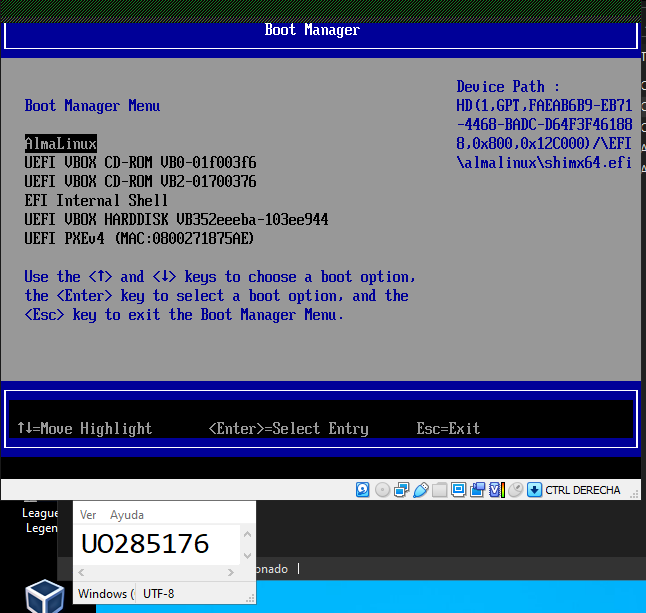 Boot Manager
Device Path :
HD(1,GPT,FAEAB6B9-EB71
-4468-BADC-D64F3F46188
8,0x800,0x12C000)/\EFI
\almalinux\shimx64.efi
Boot Manager Menu
AlmaLinux
UEFI VBOX CD-ROM VB0-01f003f6
UEFI VBOX CD-ROM VB2-01700376
EFI Internal Shell
UEFI VBOX HARDDISK VB352eeeba-103ee944
UEFI PXEv4 (MAC:0800271875AE)
Use the <↑> and <↓> keys to choose a boot option,
the <Enter> key to select a boot option, and the
<Esc> key to exit the Boot Manager Menu.
↑↓=Move Highlight <Enter>=Select Entry Esc=Exit
CTRL DERECHA
League
Legen
Ver Ayuda
UO285176
onado |
Windows ( UTF-8